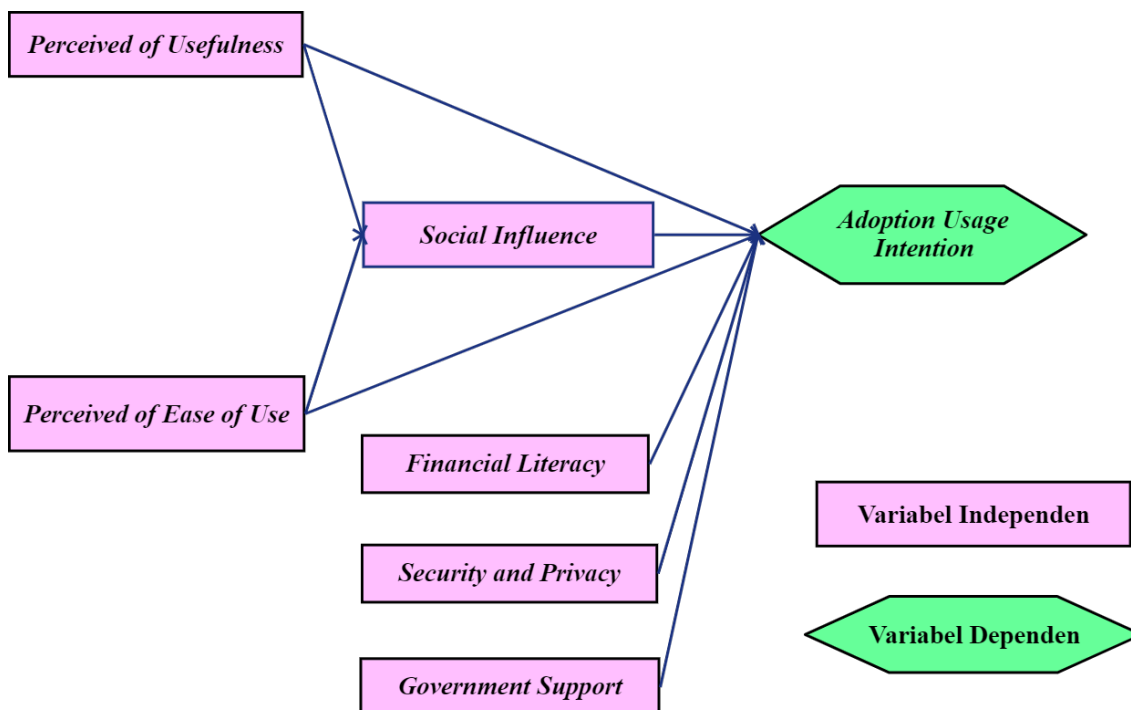 Perceived of Usefulness
Social Influence
Adoption Usage
Intention
Perceived of Ease of Use
Financial Literacy
Security and Privacy
Government Support
Variabel Independen
Variabel Dependen